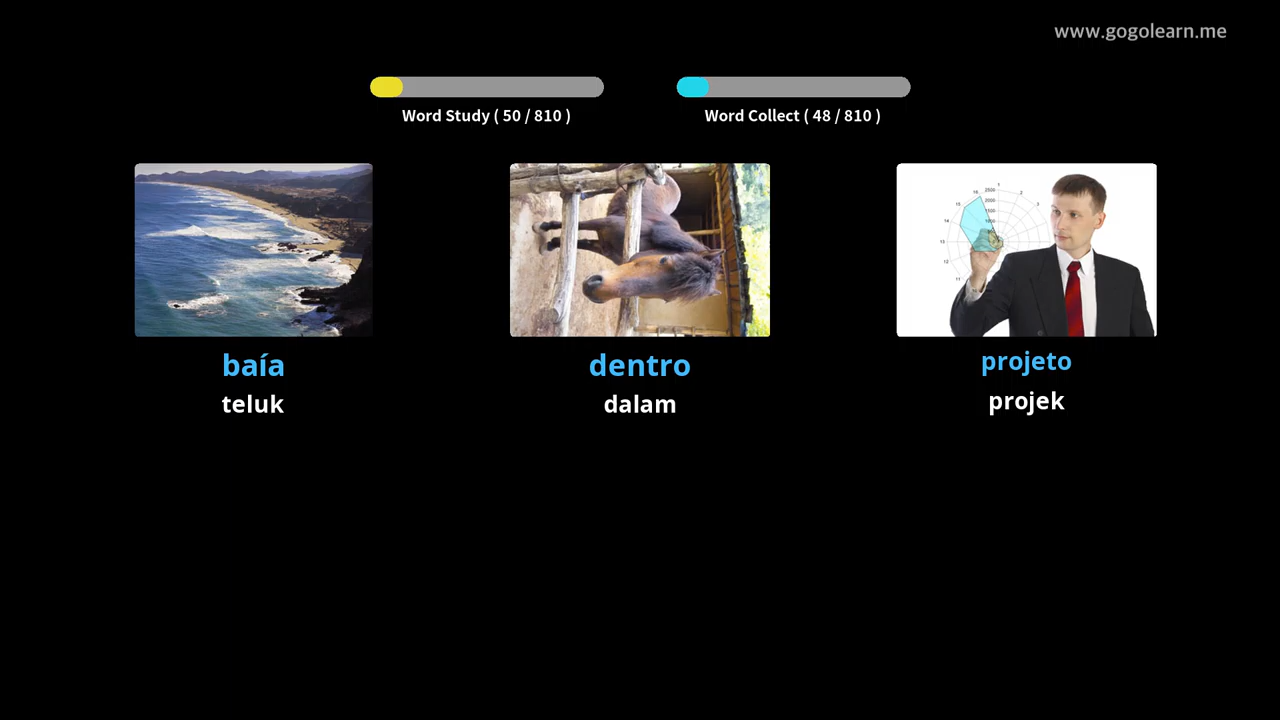 www.gogolearn.me
Word Study ( 50 / 810 )
Word Collect ( 48 / 810 )
baía
teluk
dentro
dalam
projeto
projek